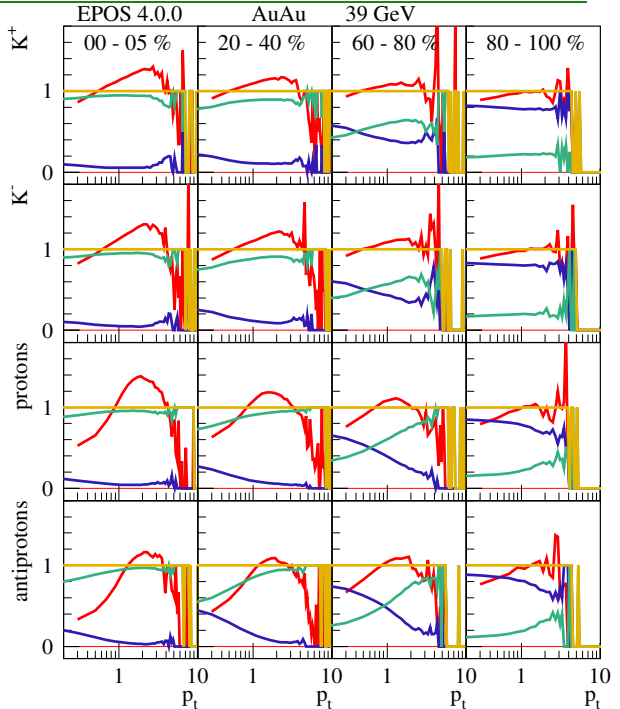 EPOS 4.0.0 AuAu 39 GeV
00 - 05 % 20 - 40 % 60 - 80 % 80 - 100 %
K+
1
0
K-
1
0
protons
1
0
antiprotons
1
0
1 10 1 10 1 10 1 10
pt pt pt pt